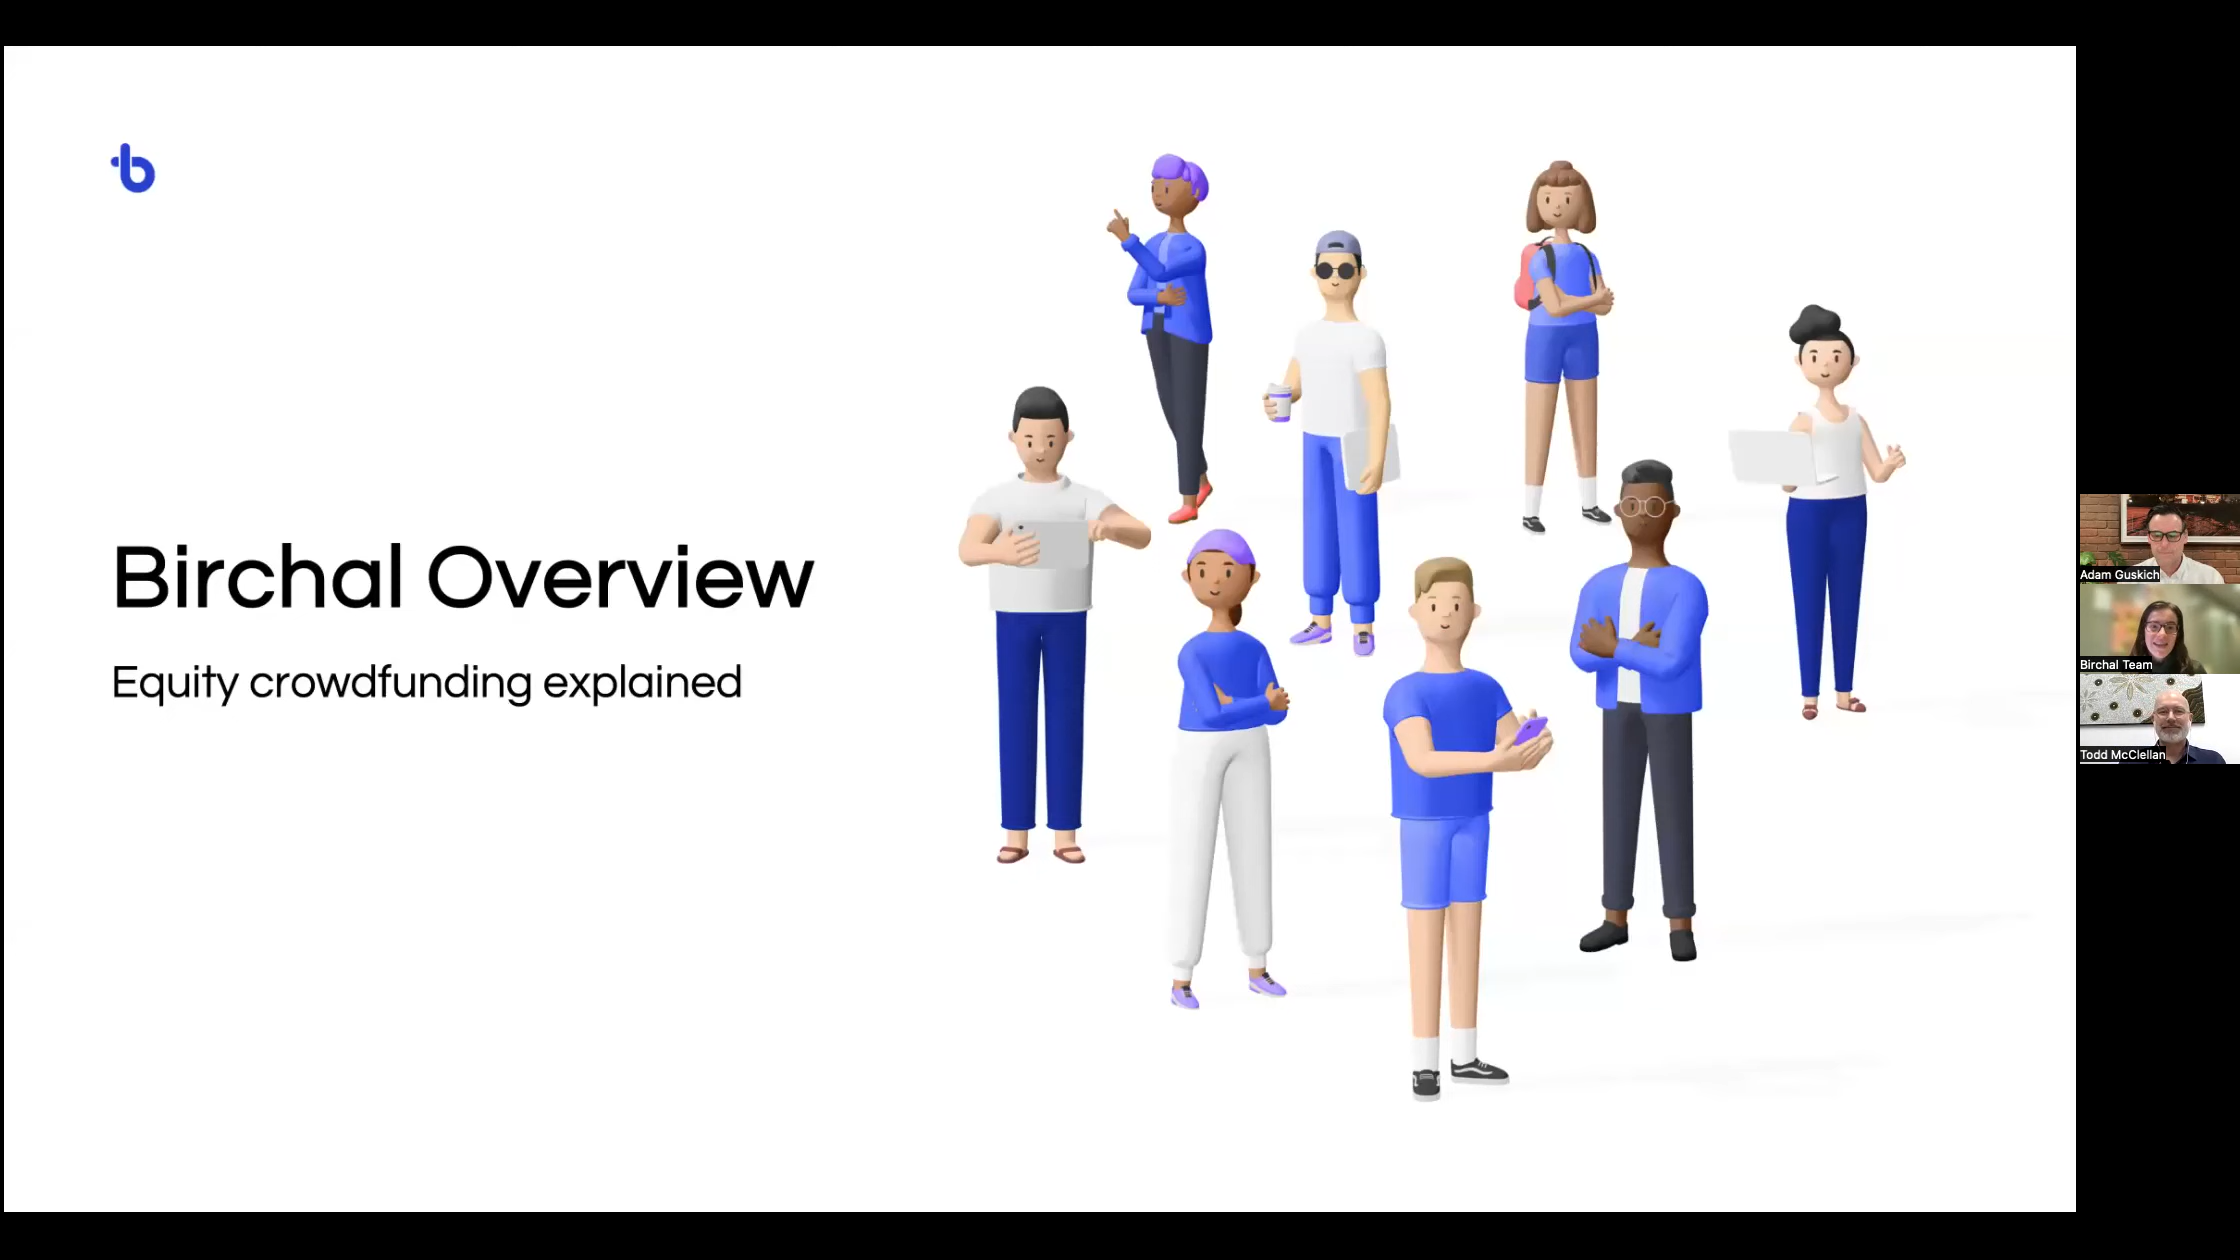 Birchal Overview
Equity crowdfunding explained
Adam Guskich
Birchal Team
Todd McClellan